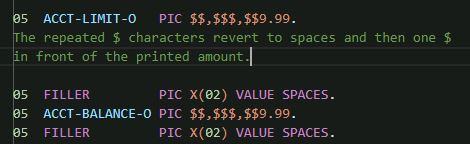 05  ACCT-LIMIT-O   PIC $$,$$$,$$9.99.
The repeated $ characters revert to spaces and then one $
in front of the printed amount.
05  FILLER         PIC X(02) VALUE SPACES.
05  ACCT-BALANCE-O PIC $$,$$$,$$9.99.
05  FILLER         PIC X(02) VALUE SPACES.